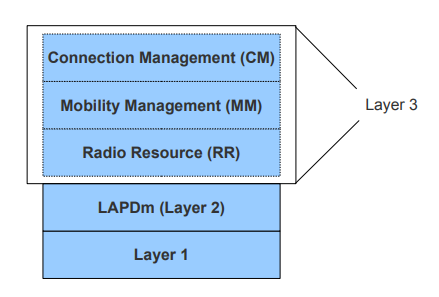 Connection Management (CM)
Mobility Management (MM)
Layer 3
Radio Resource (RR)
LAPDm (Layer 2)
Layer 1